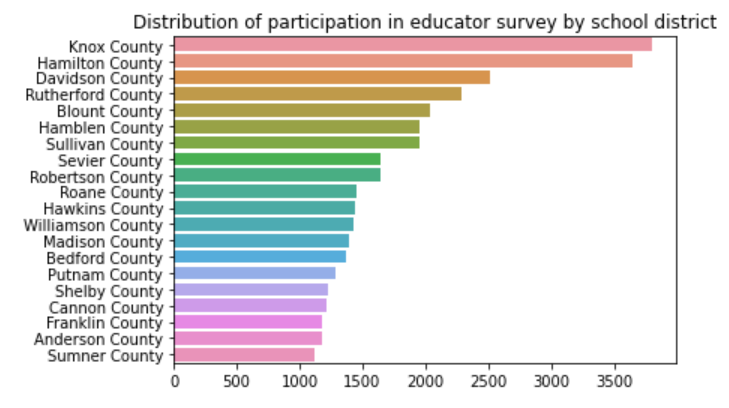 Distribution of participation in educator survey by school district
Knox County
Hamilton County
Davidson County
Rutherford County
Blount County
Hamblen County
Sullivan County
Sevier County
Robertson County
Roane County
Hawkins County
Williamson County
Madison County
Bedford County
Putnam County
Shelby County
Cannon County
Franklin County
Anderson County
Sumner County
0 500 1000 1500 2000 2500 3000 3500